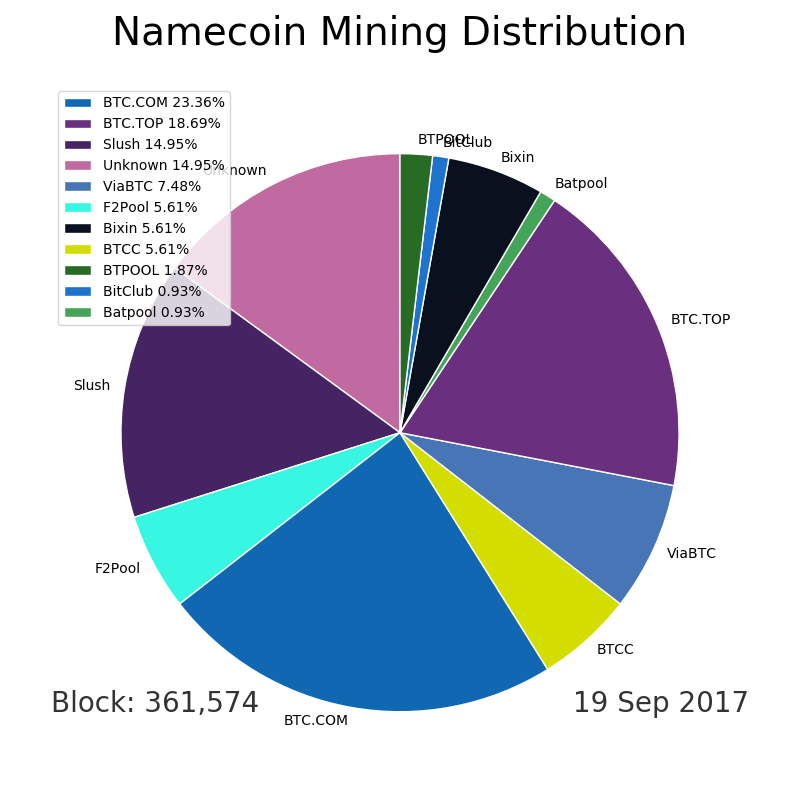 Namecoin Mining Distribution
BTC.COM 23.36%
BTC.TOP 18.69%
Slush 14.95%
Unknown 14.95%
ViaBTC 7.48%
F2Pool 5.61%
Bixin 5.61%
BTCC 5.61%
BTPOOL 1.87%
BitClub 0.93%
Batpool 0.93%
BTPOOL
BitClub
Bixin
Batpool
Unknown
BTC.TOP
Slush
ViaBTC
F2Pool
BTCC
BTC.COM
Block: 361,574
19 Sep 2017